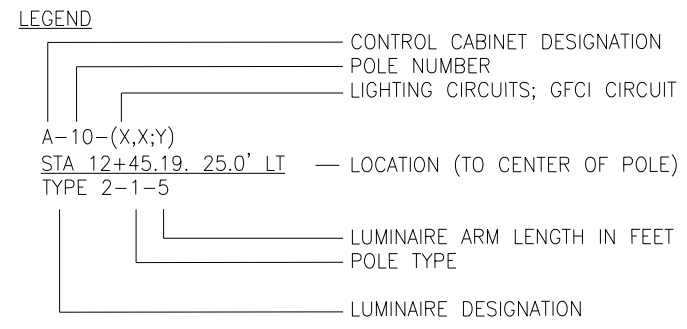 LEGEND
CONTROL CABINET DESIGNATION
POLE NUMBER
LIGHTING CIRCUITS; GFCI CIRCUIT
A-10-(X,X;Y)
STA 12+45.19. 25.0' LT — LOCATION (TO CENTER OF POLE)
TYPE 2-1-5
LUMINAIRE ARM LENGTH IN FEET
POLE TYPE
LUMINAIRE DESIGNATION